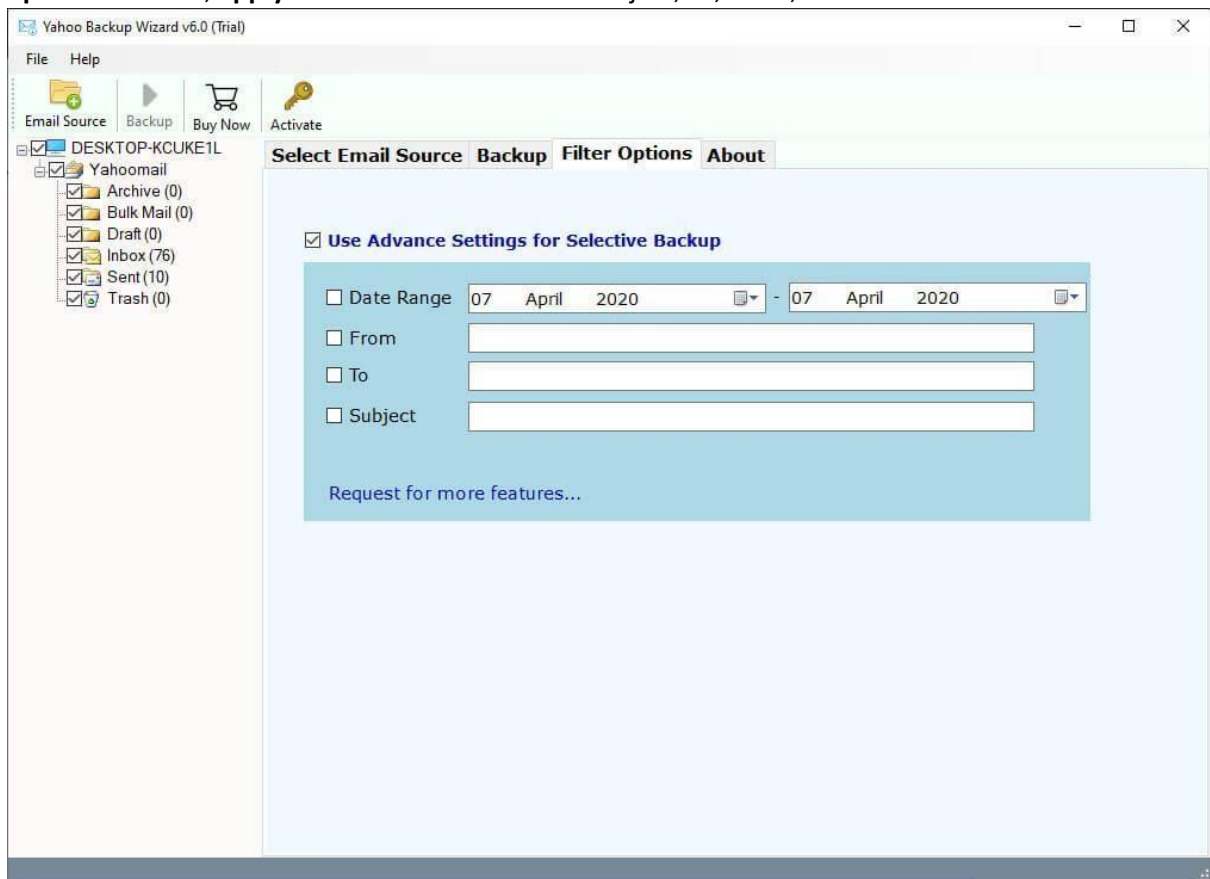 Yahoo Backup Wizard v6.0 (Trial)
File Help
Email Source Backup Buy Now Activate
DESKTOP-KCUKE1L
Yahoomail
Archive (0)
Bulk Mail (0)
Draft (0)
Inbox (76)
Sent (10)
Trash (0)
Select Email Source Backup Filter Options About
Use Advance Settings for Selective Backup
Date Range 07 April 2020 - 07 April 2020
From
To
Subject
Request for more features...